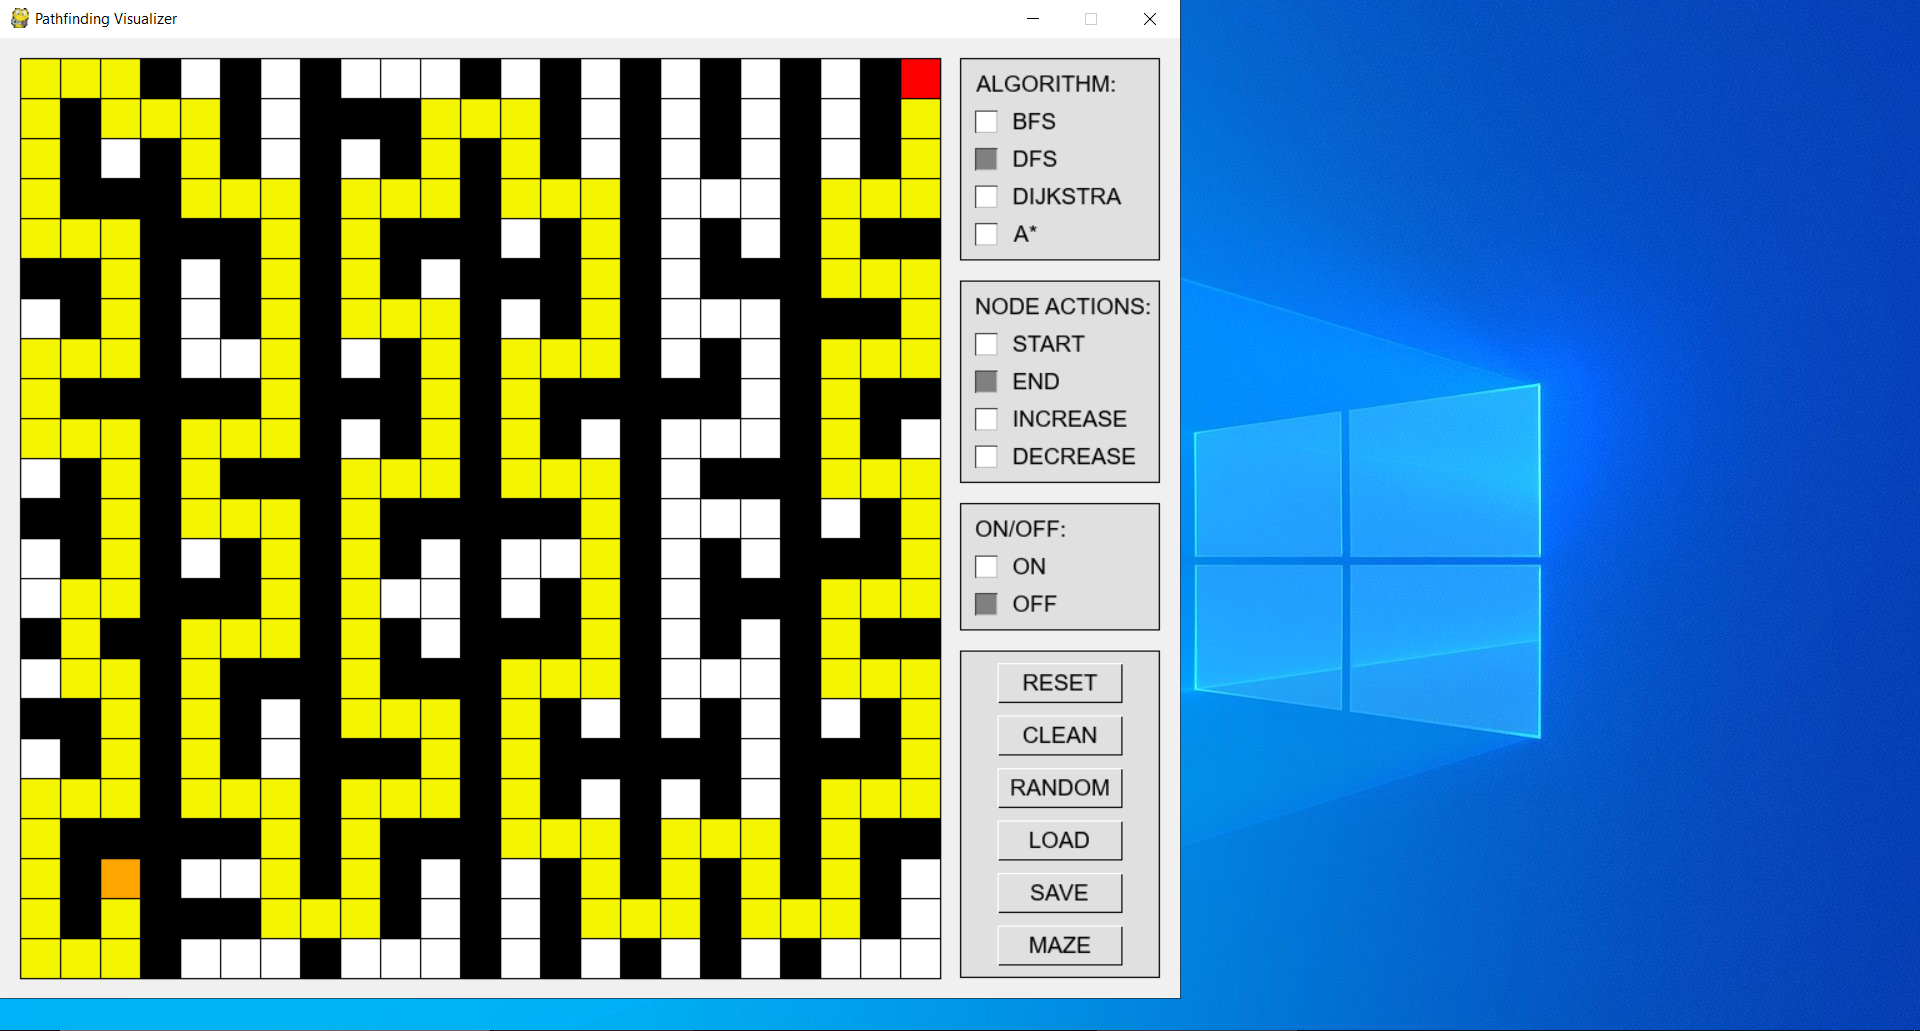 Pathfinding Visualizer
ALGORITHM:
BFS
DFS
DIJKSTRA
A*
NODE ACTIONS:
START
END
INCREASE
DECREASE
ON/OFF:
ON
OFF
RESET
CLEAN
RANDOM
LOAD
SAVE
MAZE